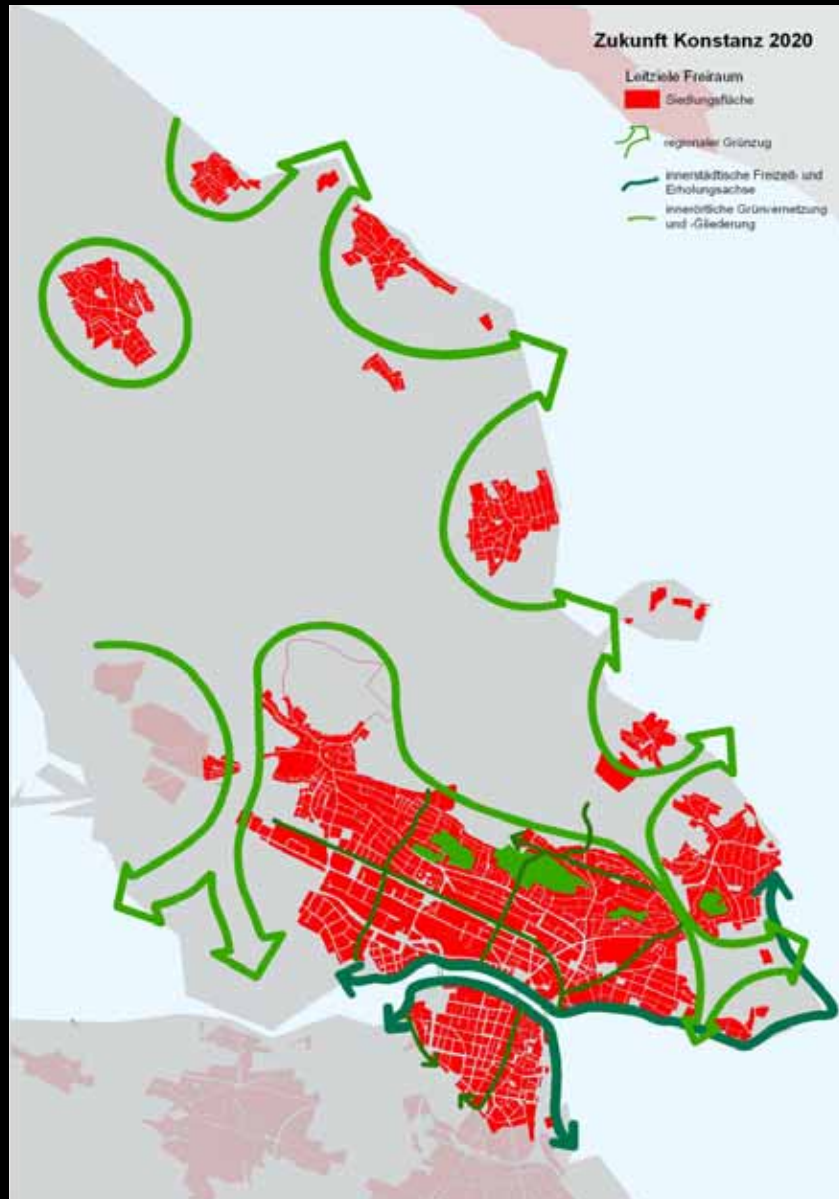 Zukunft Konstanz 2020
Leitziele Freiraum
Siedlungsfläche
regionaler Grünzug
innerstädtische Freizeit- und
Erholungsachse
innerörtliche Grünvernetzung
und -Gliederung